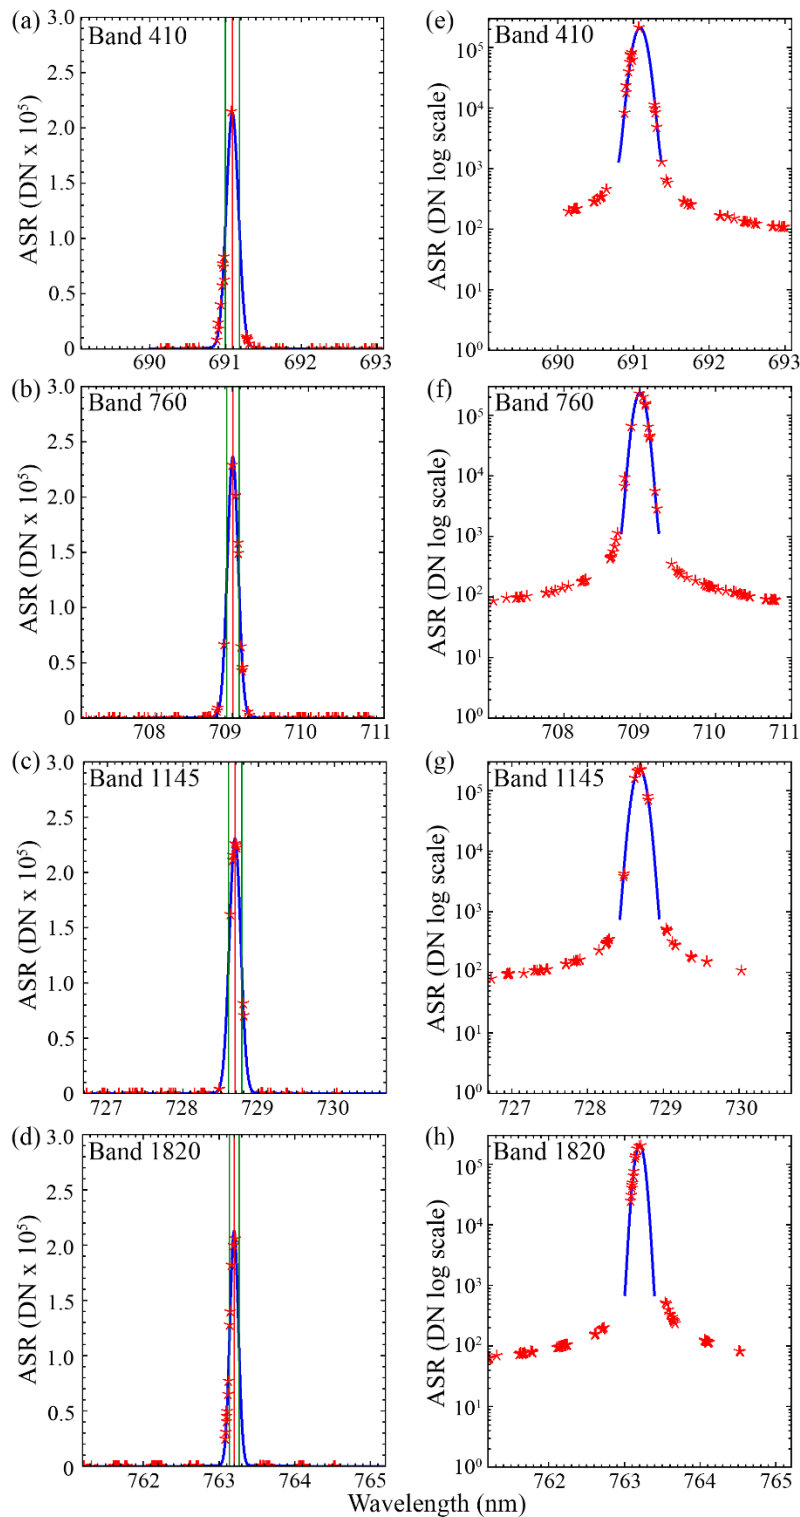 (a)
Band 410
ASR (DN x 10⁵)
3.0
2.5
2.0
1.5
1.0
0.5
0
690 691 692 693
(e)
Band 410
ASR (DN log scale)
10⁵
10⁴
10³
10²
10¹
10⁰
690 691 692 693
(b)
Band 760
ASR (DN x 10⁵)
3.0
2.5
2.0
1.5
1.0
0.5
0
708 709 710 711
(f)
Band 760
ASR (DN log scale)
10⁵
10⁴
10³
10²
10¹
10⁰
708 709 710 711
(c)
Band 1145
ASR (DN x 10⁵)
3.0
2.5
2.0
1.5
1.0
0.5
0
727 728 729 730
(g)
Band 1145
ASR (DN log scale)
10⁵
10⁴
10³
10²
10¹
10⁰
727 728 729 730
(d)
Band 1820
ASR (DN x 10⁵)
3.0
2.5
2.0
1.5
1.0
0.5
0
762 763 764 765
(h)
Band 1820
ASR (DN log scale)
10⁵
10⁴
10³
10²
10¹
10⁰
762 763 764 765
Wavelength (nm)